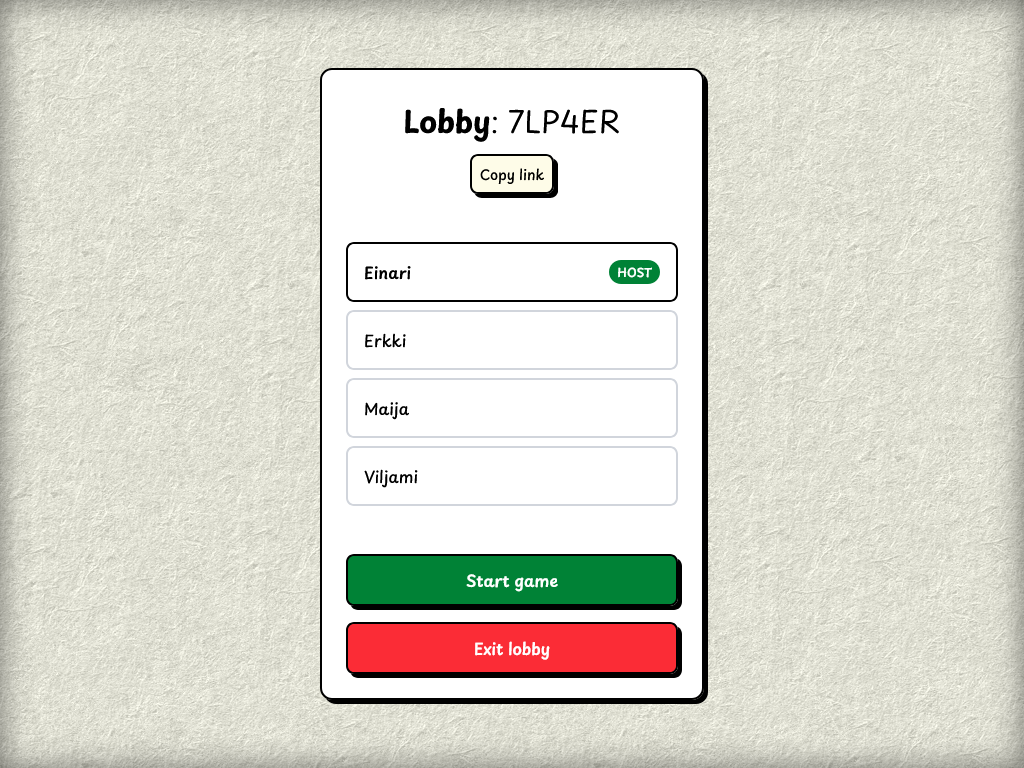 Lobby: 7LP4ER
Copy link
Einari HOST
Erkki
Maija
Viljami
Start game
Exit lobby